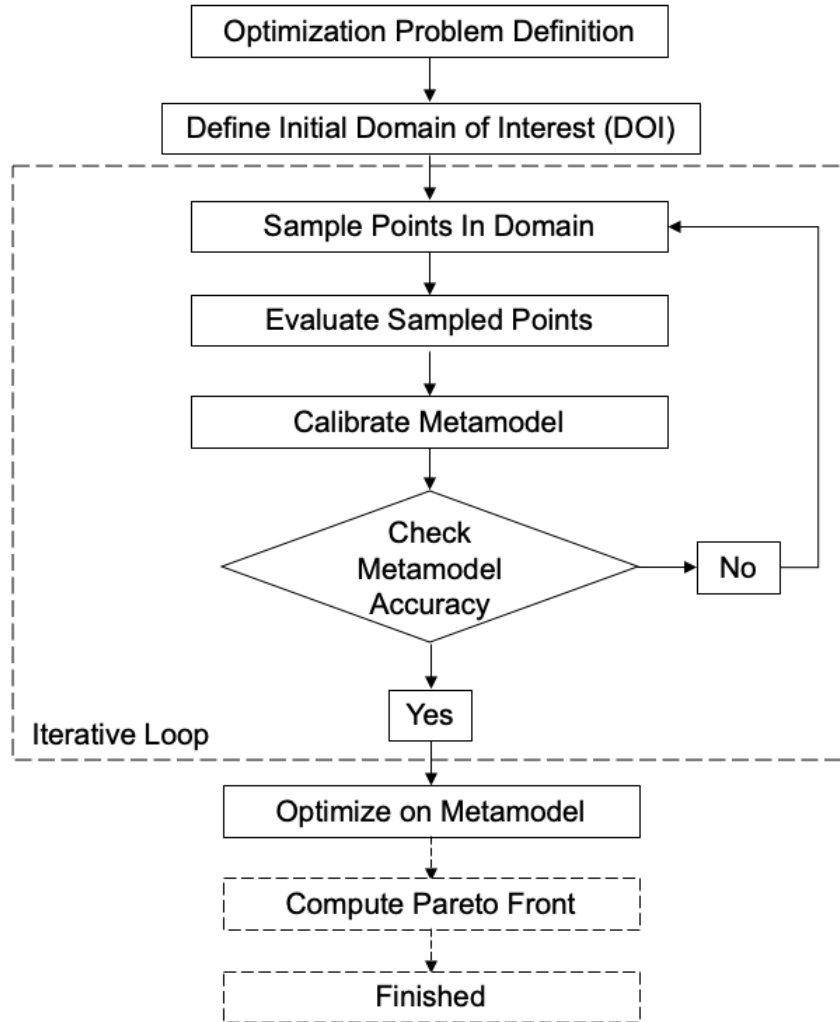 Optimization Problem Definition
Define Initial Domain of Interest (DOI)
Sample Points In Domain
Evaluate Sampled Points
Calibrate Metamodel
Check
Metamodel
Accuracy
No
Yes
Iterative Loop
Optimize on Metamodel
Compute Pareto Front
Finished